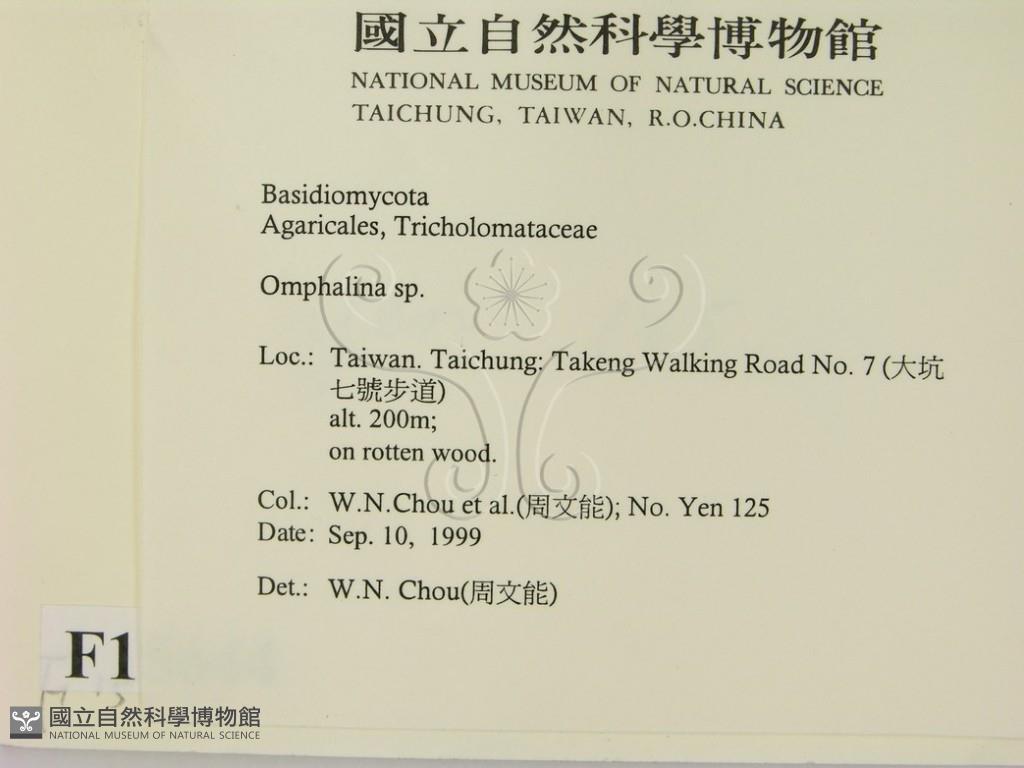 國立自然科學博物館
NATIONAL MUSEUM OF NATURAL SCIENCE
TAICHUNG, TAIWAN, R.O.CHINA
Basidiomycota
Agaricales, Tricholomataceae
Omphalina sp.
Loc.: Taiwan. Taichung: Takeng Walking Road No. 7 (大坑
七號步道)
alt. 200m;
on rotten wood.
Col.: W.N.Chou et al.(周文能); No. Yen 125
Date: Sep. 10, 1999
Det.: W.N. Chou(周文能)
F1
國立自然科學博物館
NATIONAL MUSEUM OF NATURAL SCIENCE